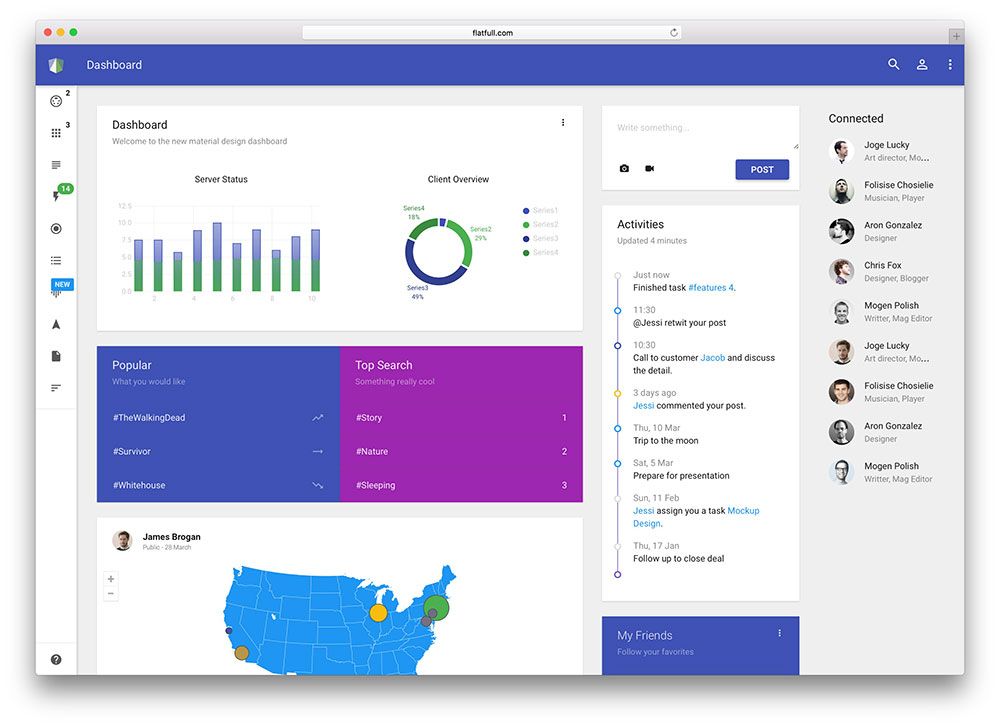 flatfull.com
Dashboard
2
3
14
NEW
Dashboard
Welcome to the new material design dashboard
Server Status
12.5
10.0
7.5
5.0
2.5
0.0
2 4 6 8 10
Client Overview
Series4
18%
Series2
29%
Series3
49%
Series1
Series2
Series3
Series4
Popular
What you would like
#TheWalkingDead
#Survivor
#Whitehouse
Top Search
Something really cool
#Story 1
#Nature 2
#Sleeping 3
James Brogan
Public - 28 March
+
−
Write something...
POST
Activities
Updated 4 minutes
Just now
Finished task #features 4.
11:30
@Jessi retwit your post
10:30
Call to customer Jacob and discuss
the detail.
3 days ago
Jessi commented your post.
Thu, 10 Mar
Trip to the moon
Sat, 5 Mar
Prepare for presentation
Sun, 11 Feb
Jessi assign you a task Mockup
Design.
Thu, 17 Jan
Follow up to close deal
My Friends
Follow your favorites
Connected
Joge Lucky
Art director, Mo...
Folisise Chosielie
Musician, Player
Aron Gonzalez
Designer
Chris Fox
Designer, Blogger
Mogen Polish
Writter, Mag Editor
Joge Lucky
Art director, Mo...
Folisise Chosielie
Musician, Player
Aron Gonzalez
Designer
Mogen Polish
Writter, Mag Editor